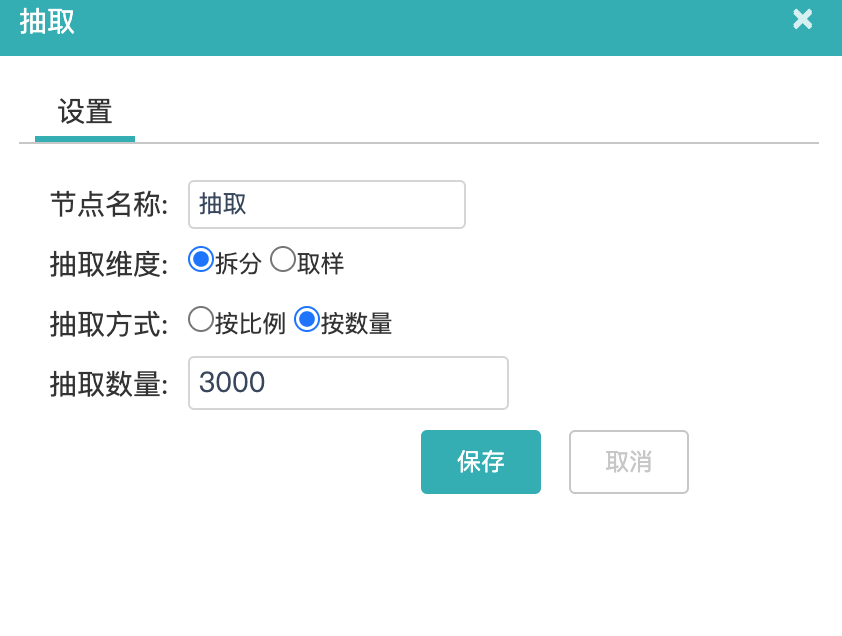 抽取
设置
节点名称: 抽取
抽取维度: 拆分 取样
抽取方式: 按比例 按数量
抽取数量: 3000
保存 取消